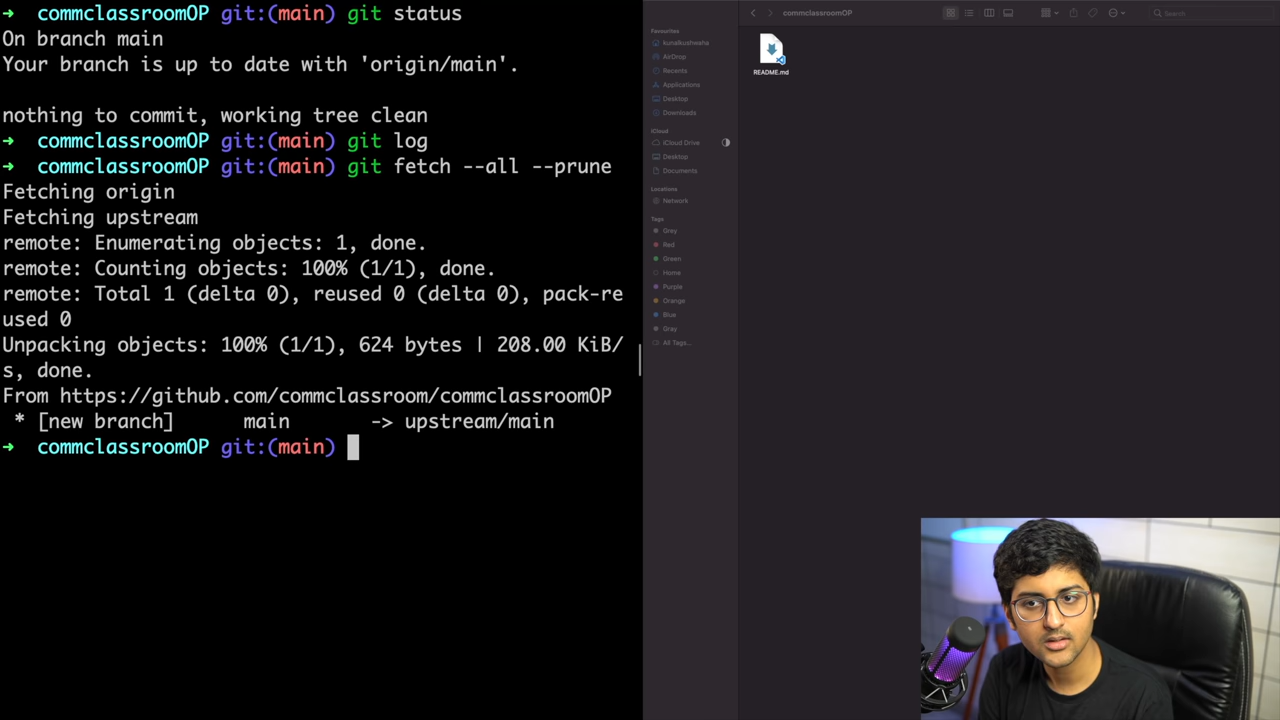 ➜ commclassroomOP git:(main) git status
On branch main
Your branch is up to date with 'origin/main'.
nothing to commit, working tree clean
➜ commclassroomOP git:(main) git log
➜ commclassroomOP git:(main) git fetch --all --prune
Fetching origin
Fetching upstream
remote: Enumerating objects: 1, done.
remote: Counting objects: 100% (1/1), done.
remote: Total 1 (delta 0), reused 0 (delta 0), pack-re
used 0
Unpacking objects: 100% (1/1), 624 bytes | 208.00 KiB/
s, done.
From https://github.com/commclassroom/commclassroomOP
* [new branch] main -> upstream/main
➜ commclassroomOP git:(main)
commclassroomOP
Search
Favourites
kunalkushwaha
AirDrop
Recents
Applications
Desktop
Downloads
iCloud
iCloud Drive
Desktop
Documents
Locations
Network
Tags
Grey
Red
Green
Home
Purple
Orange
Blue
Gray
All Tags...
README.md